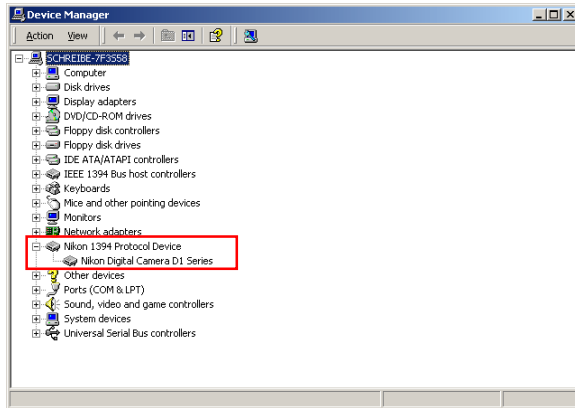 Device Manager
Action View
SCHREIBE-7F3S58
Computer
Disk drives
Display adapters
DVD/CD-ROM drives
Floppy disk controllers
Floppy disk drives
IDE ATA/ATAPI controllers
IEEE 1394 Bus host controllers
Keyboards
Mice and other pointing devices
Monitors
Network adapters
Nikon 1394 Protocol Device
Nikon Digital Camera D1 Series
Other devices
Ports (COM & LPT)
Sound, video and game controllers
System devices
Universal Serial Bus controllers